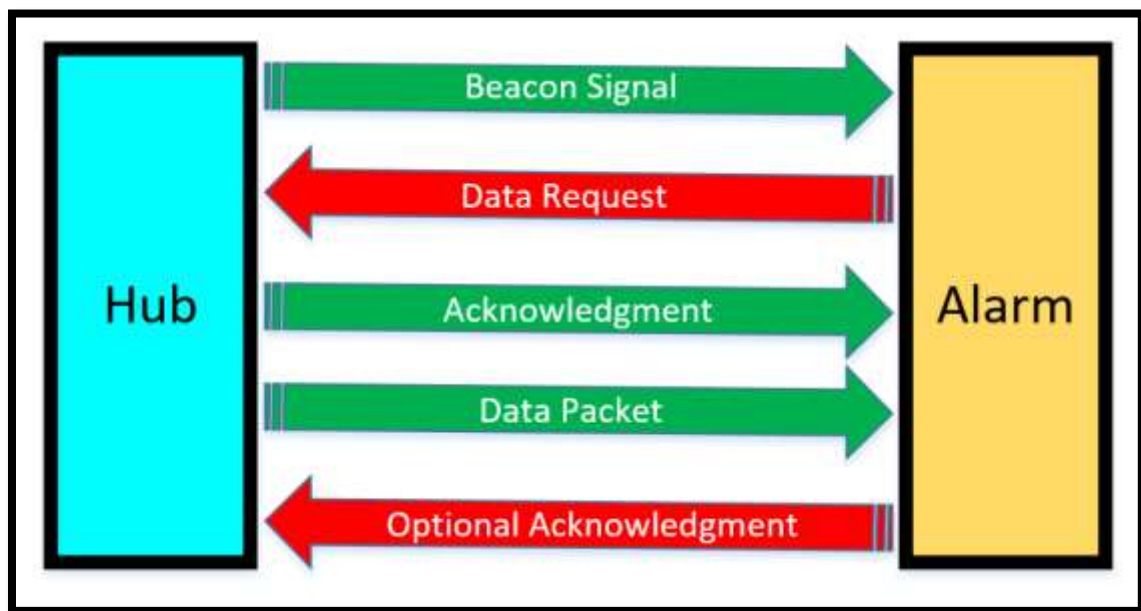 Beacon Signal
Data Request
Hub
Acknowledgment
Alarm
Data Packet
Optional Acknowledgment